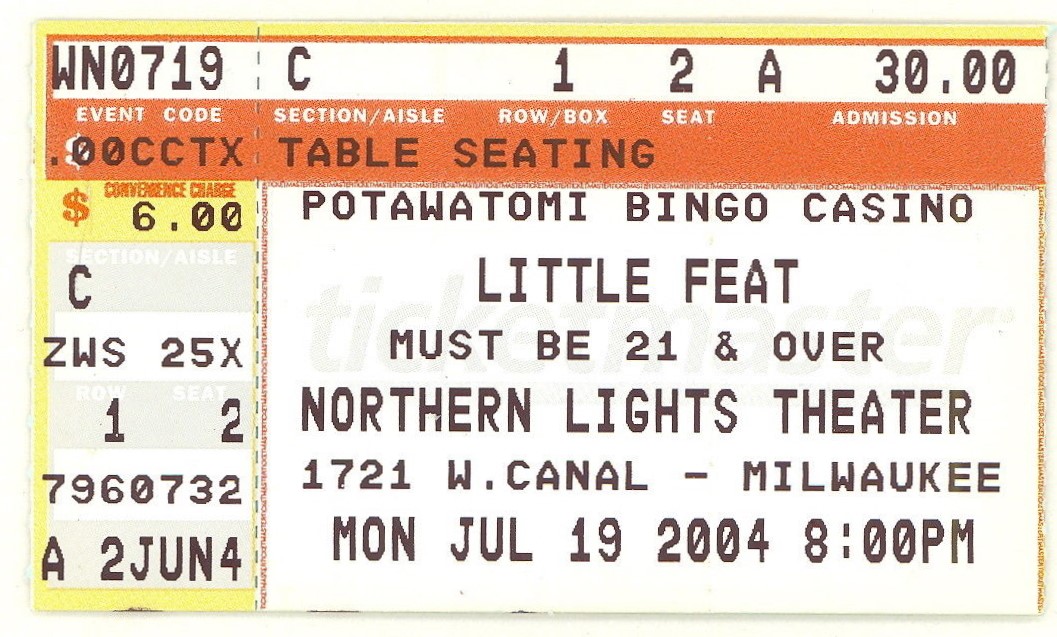 WN0719 C 1 2 A 30.00
EVENT CODE SECTION/AISLE ROW/BOX SEAT ADMISSION
$ .00CCTX TABLE SEATING
CONVENIENCE CHARGE
$ 6.00
POTAWATOMI BINGO CASINO
SECTION/AISLE
C
LITTLE FEAT
ticketmaster
ZWS 25X
MUST BE 21 & OVER
ROW SEAT
1 2
NORTHERN LIGHTS THEATER
7960732
1721 W.CANAL - MILWAUKEE
A 2JUN4
MON JUL 19 2004 8:00PM